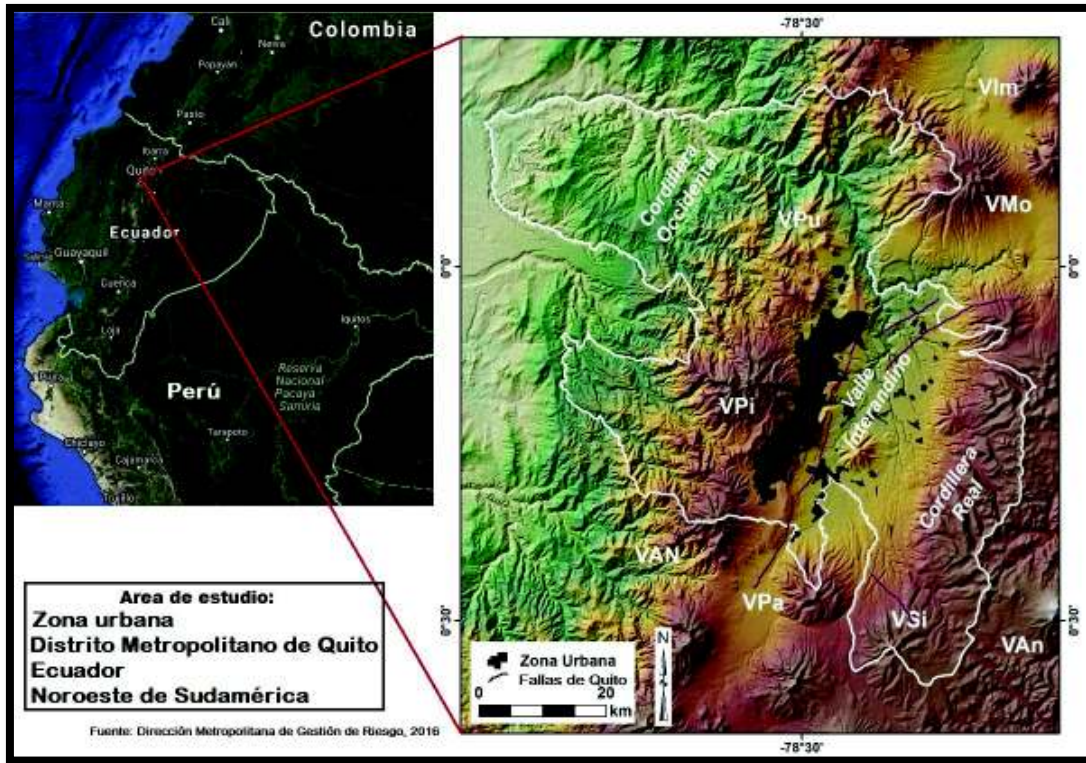 Cali
Colombia
Neiva
Popayán
Pasto
Ibarra
Quito
Manta
Ecuador
Guayaquil
Salinas
Cuenca
Loja
Iquitos
Piura
Perú
Reserva
Nacional
Pacaya
Samiria
Tarapoto
Chiclayo
Cajamarca
Trujillo
Area de estudio:
Zona urbana
Distrito Metropolitano de Quito
Ecuador
Noroeste de Sudamérica
Fuente: Dirección Metropolitana de Gestión de Riesgo, 2016
-78°30'
VIm
Cordillera
Occidental
VMo
VPu
0°0'
0°0'
Valle
Interandino
VPi
Cordillera
Real
VAN
VPa
VSi
VAn
0°30'
0°30'
Zona Urbana
Fallas de Quito
0 20
km
N
-78°30'